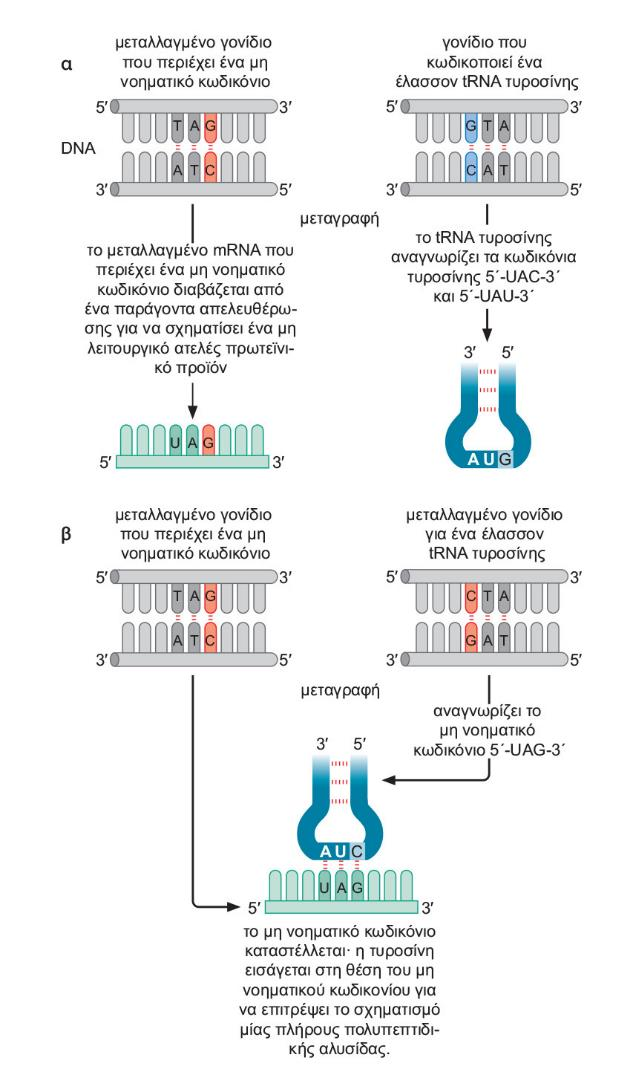 α
μεταλλαγμένο γονίδιο
που περιέχει ένα μη
νοηματικό κωδικόνιο
γονίδιο που
κωδικοποιεί ένα
έλασσον tRNA τυροσίνης
5′ 3′
T A G
DNA
A T C
3′ 5′
5′ 3′
G T A
C A T
3′ 5′
μεταγραφή
το μεταλλαγμένο mRNA που
περιέχει ένα μη νοηματικό
κωδικόνιο διαβάζεται από
ένα παράγοντα απελευθέρω-
σης για να σχηματίσει ένα μη
λειτουργικό ατελές πρωτεϊνι-
κό προϊόν
U A G
5′ 3′
το tRNA τυροσίνης
αναγνωρίζει τα κωδικόνια
τυροσίνης 5´-UAC-3´
και 5´-UAU-3´
3′ 5′
A U G
β
μεταλλαγμένο γονίδιο
που περιέχει ένα μη
νοηματικό κωδικόνιο
μεταλλαγμένο γονίδιο
για ένα έλασσον
tRNA τυροσίνης
5′ 3′
T A G
A T C
3′ 5′
5′ 3′
C T A
G A T
3′ 5′
μεταγραφή
αναγνωρίζει το
μη νοηματικό
κωδικόνιο 5´-UAG-3´
3′ 5′
A U C
U A G
5′ 3′
το μη νοηματικό κωδικόνιο
καταστέλλεται· η τυροσίνη
εισάγεται στη θέση του μη
νοηματικού κωδικονίου για
να επιτρέψει το σχηματισμό
μίας πλήρους πολυπεπτιδι-
κής αλυσίδας.